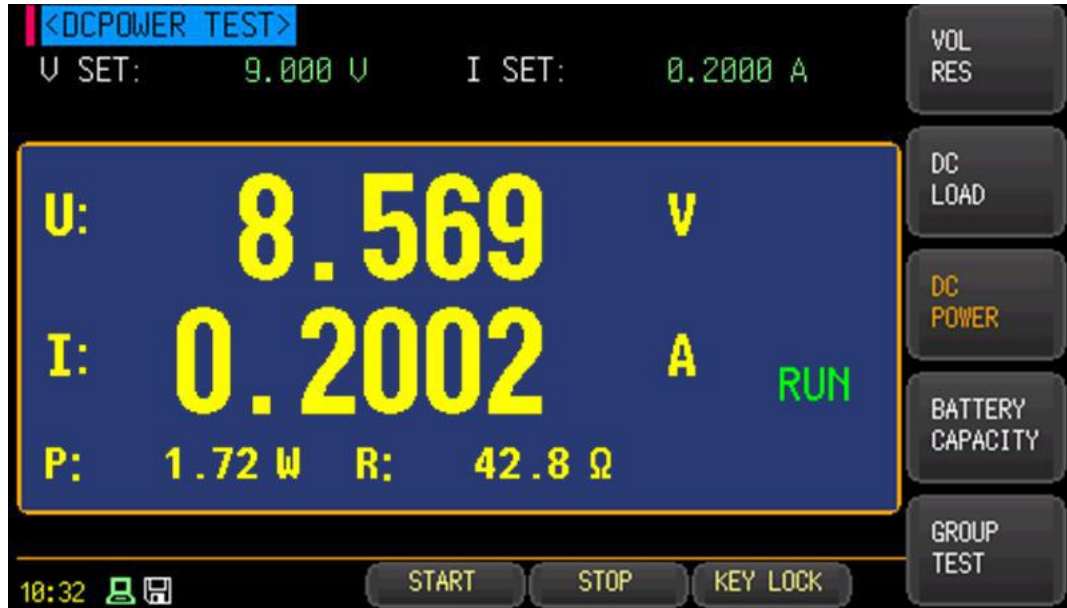 <DCPOWER TEST>
V SET: 9.000 V I SET: 0.2000 A
U: 8.569 V
I: 0.2002 A
RUN
P: 1.72 W R: 42.8 Ω
10:32
START STOP KEY LOCK
VOL
RES
DC
LOAD
DC
POWER
BATTERY
CAPACITY
GROUP
TEST